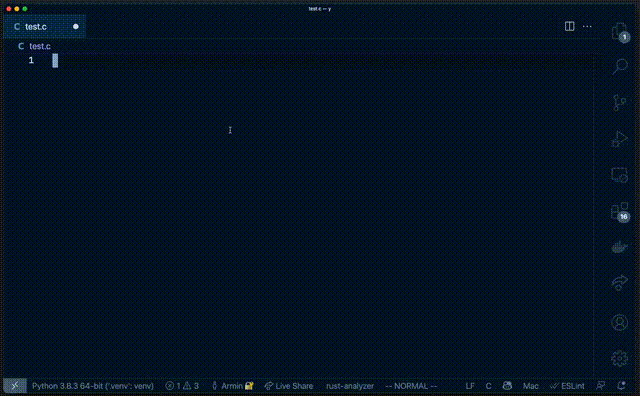 test.c — y
C test.c
C test.c
1
1
16
Python 3.8.3 64-bit ('.venv': venv) 1 3 Armin 🔐 Live Share rust-analyzer -- NORMAL -- LF C Mac ESLint